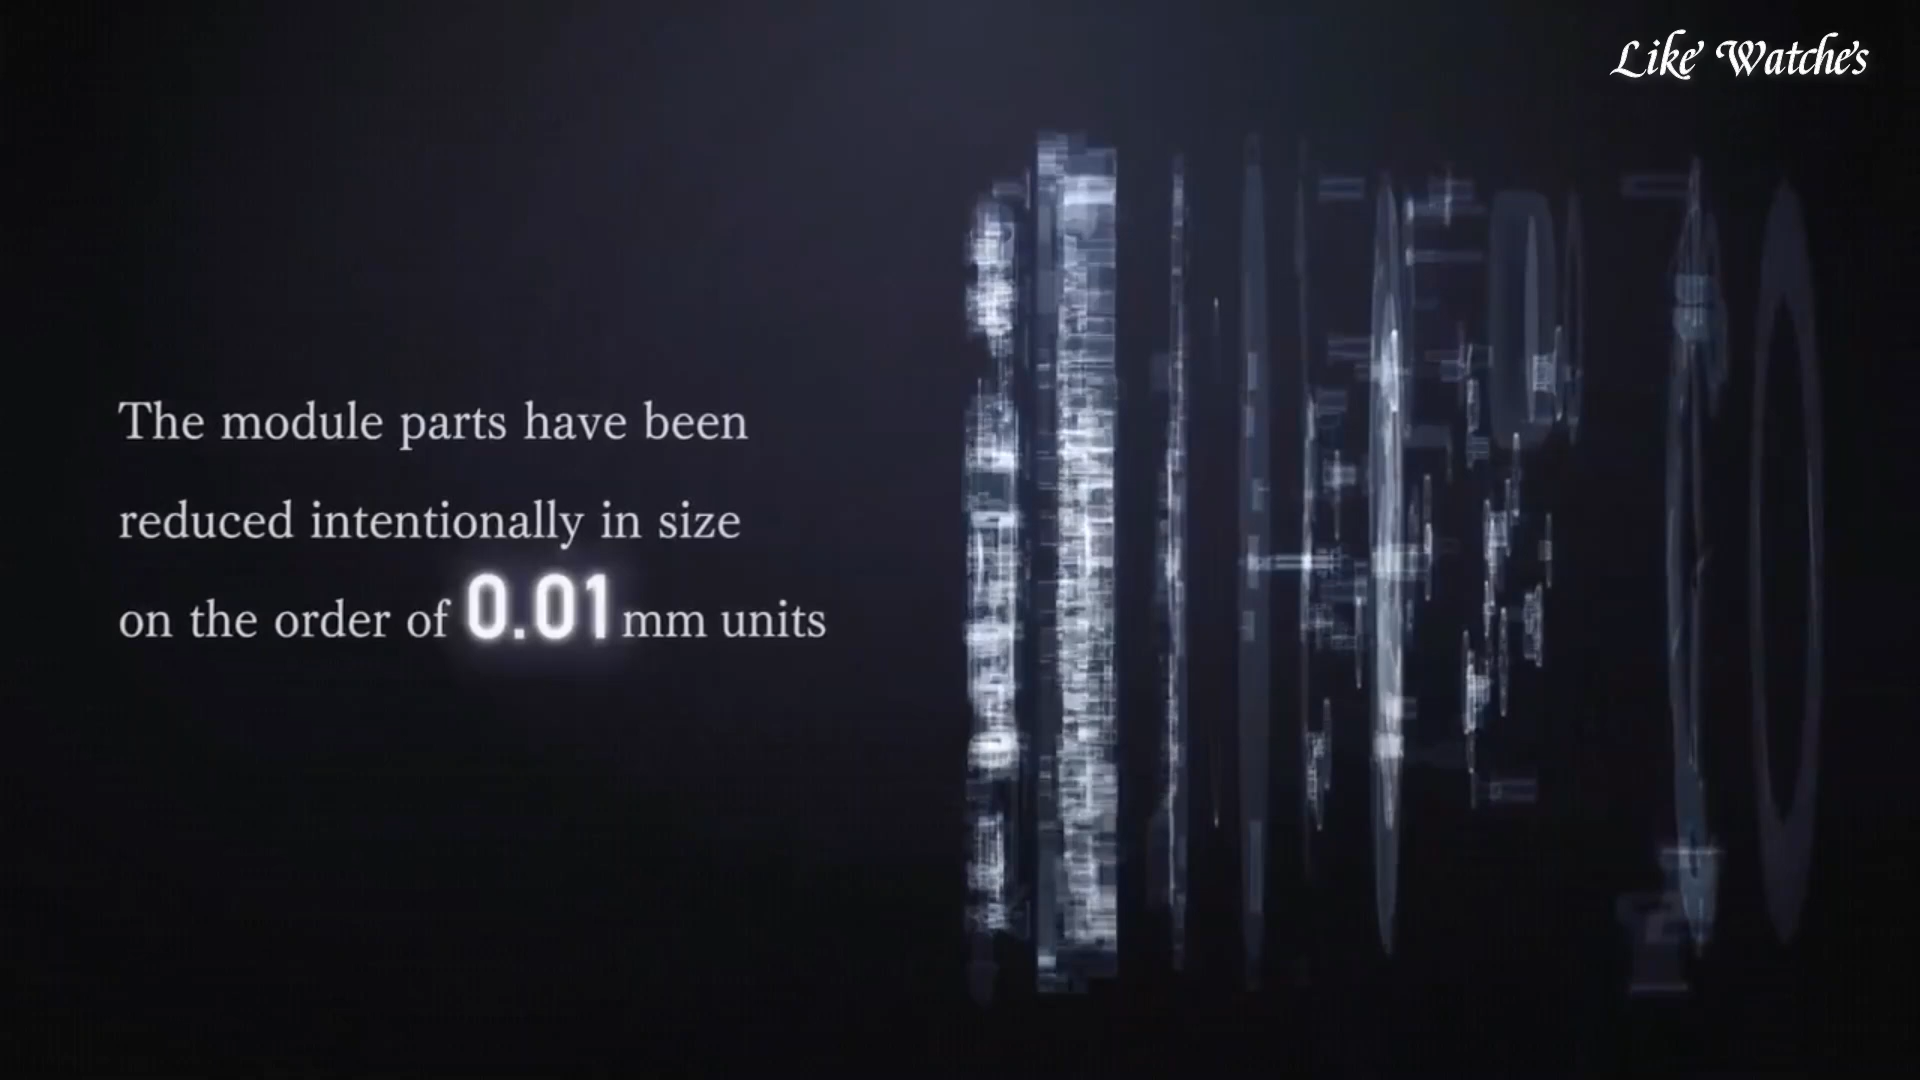 Like Watche's
The module parts have been
reduced intentionally in size
on the order of 0.01 mm units